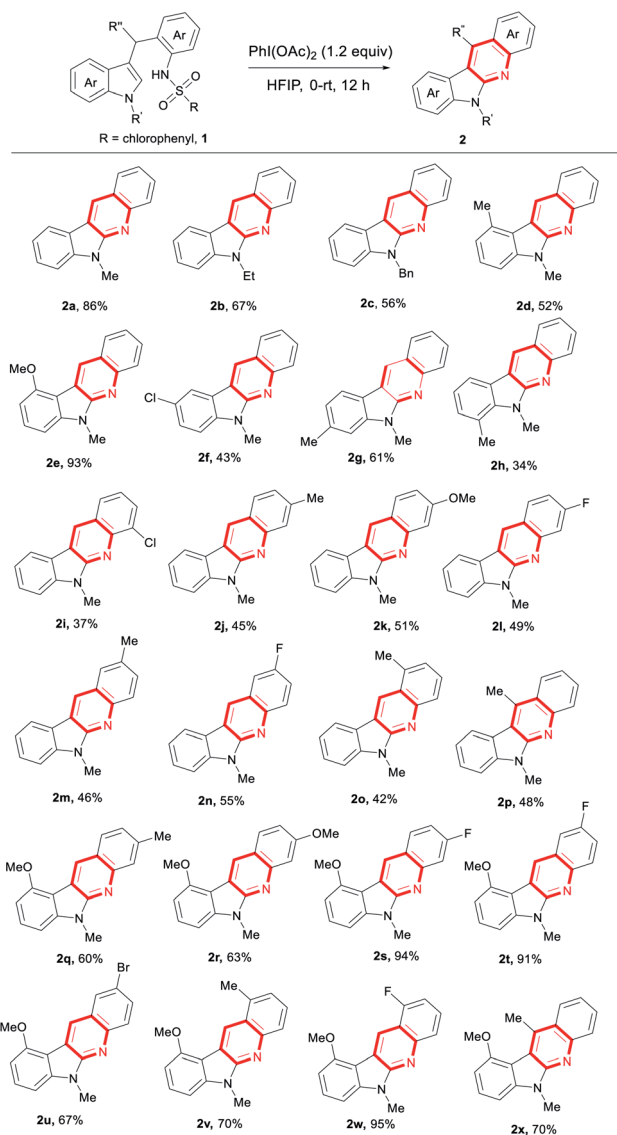 R"
Ar
Ar
NH
O
S
O
N
R'
R
R = chlorophenyl, 1
PhI(OAc)2 (1.2 equiv)
HFIP, 0-rt, 12 h
R"
Ar
Ar
N
N
R'
2
N
N
Me
2a, 86%
N
N
Et
2b, 67%
N
N
Bn
2c, 56%
Me
N
N
Me
2d, 52%
MeO
N
N
Me
2e, 93%
Cl
N
N
Me
2f, 43%
Me
N
N
Me
2g, 61%
N
N
Me
Me
2h, 34%
Cl
N
N
Me
2i, 37%
Me
N
N
Me
2j, 45%
OMe
N
N
Me
2k, 51%
F
N
N
Me
2l, 49%
Me
N
N
Me
2m, 46%
F
N
N
Me
2n, 55%
Me
N
N
Me
2o, 42%
Me
N
N
Me
2p, 48%
Me
MeO
N
N
Me
2q, 60%
OMe
MeO
N
N
Me
2r, 63%
F
MeO
N
N
Me
2s, 94%
F
MeO
N
N
Me
2t, 91%
Br
MeO
N
N
Me
2u, 67%
Me
MeO
N
N
Me
2v, 70%
F
MeO
N
N
Me
2w, 95%
Me
MeO
N
N
Me
2x, 70%